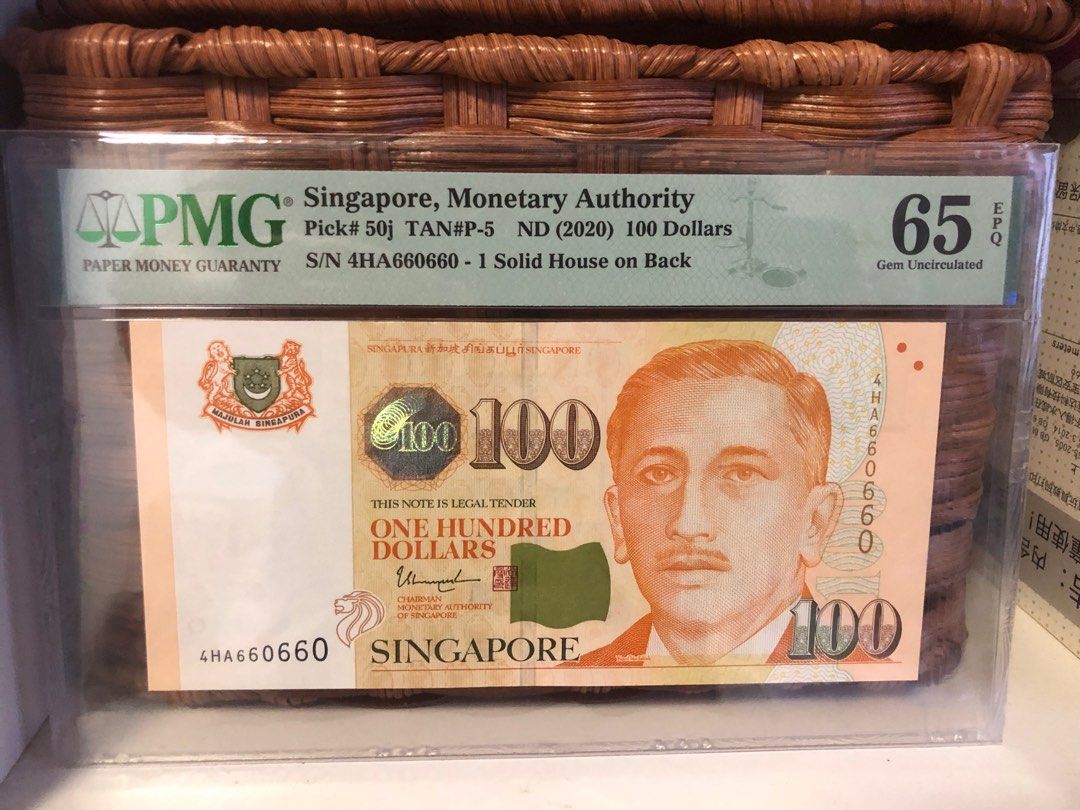 PMG®
PAPER MONEY GUARANTY
Singapore, Monetary Authority
Pick# 50j TAN#P-5 ND (2020) 100 Dollars
S/N 4HA660660 - 1 Solid House on Back
65
EPQ
Gem Uncirculated
MAJULAH SINGAPURA
SINGAPURA 新加坡 சிங்கப்பூர் SINGAPORE
100
100
THIS NOTE IS LEGAL TENDER
ONE HUNDRED
DOLLARS
CHAIRMAN
MONETARY AUTHORITY
OF SINGAPORE
SINGAPORE
4HA660660
4HA660660
100